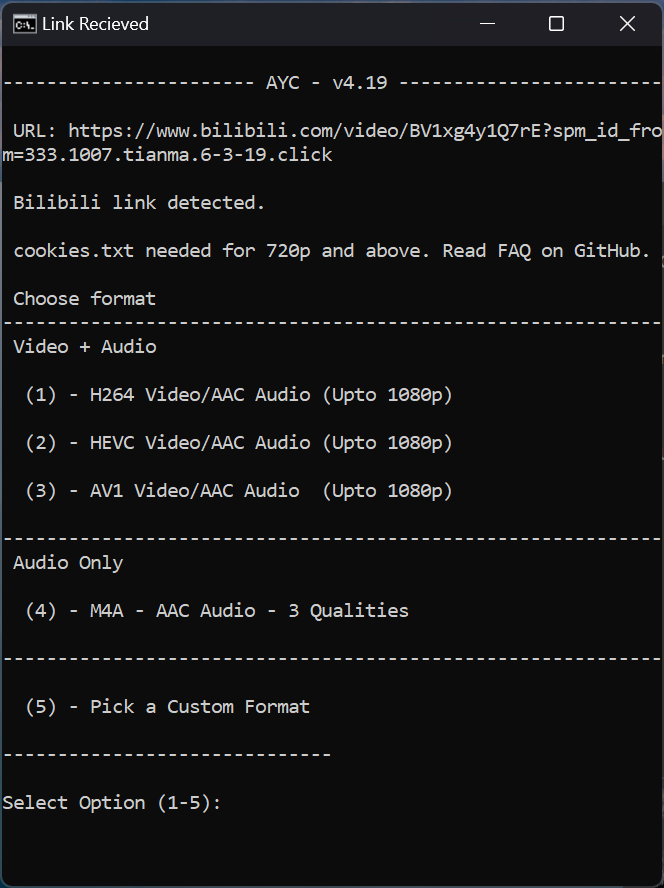 Link Recieved
----------------------- AYC - v4.19 ------------------------
URL: https://www.bilibili.com/video/BV1xg4y1Q7rE?spm_id_fro
m=333.1007.tianma.6-3-19.click
Bilibili link detected.
cookies.txt needed for 720p and above. Read FAQ on GitHub.
Choose format
------------------------------------------------------------
Video + Audio
(1) - H264 Video/AAC Audio (Upto 1080p)
(2) - HEVC Video/AAC Audio (Upto 1080p)
(3) - AV1 Video/AAC Audio  (Upto 1080p)
------------------------------------------------------------
Audio Only
(4) - M4A - AAC Audio - 3 Qualities
------------------------------------------------------------
(5) - Pick a Custom Format
------------------------------
Select Option (1-5):